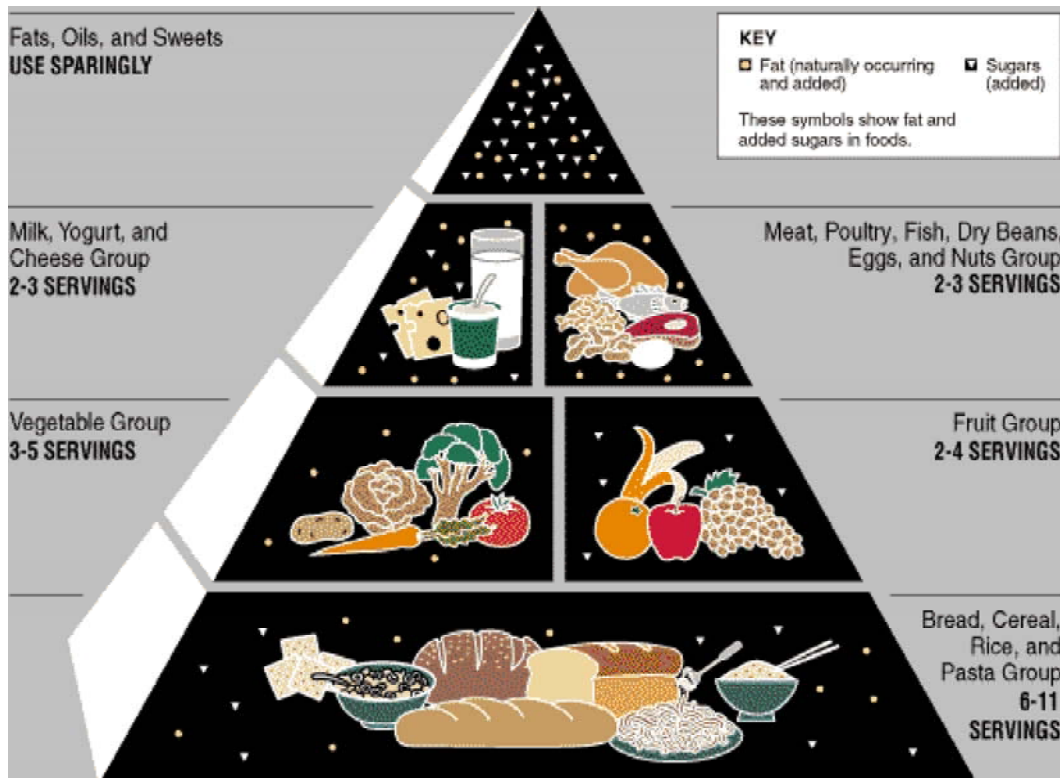 Fats, Oils, and Sweets
USE SPARINGLY
KEY
Fat (naturally occurring
and added)
Sugars
(added)
These symbols show fat and
added sugars in foods.
Milk, Yogurt, and
Cheese Group
2-3 SERVINGS
Meat, Poultry, Fish, Dry Beans,
Eggs, and Nuts Group
2-3 SERVINGS
Vegetable Group
3-5 SERVINGS
Fruit Group
2-4 SERVINGS
Bread, Cereal,
Rice, and
Pasta Group
6-11
SERVINGS